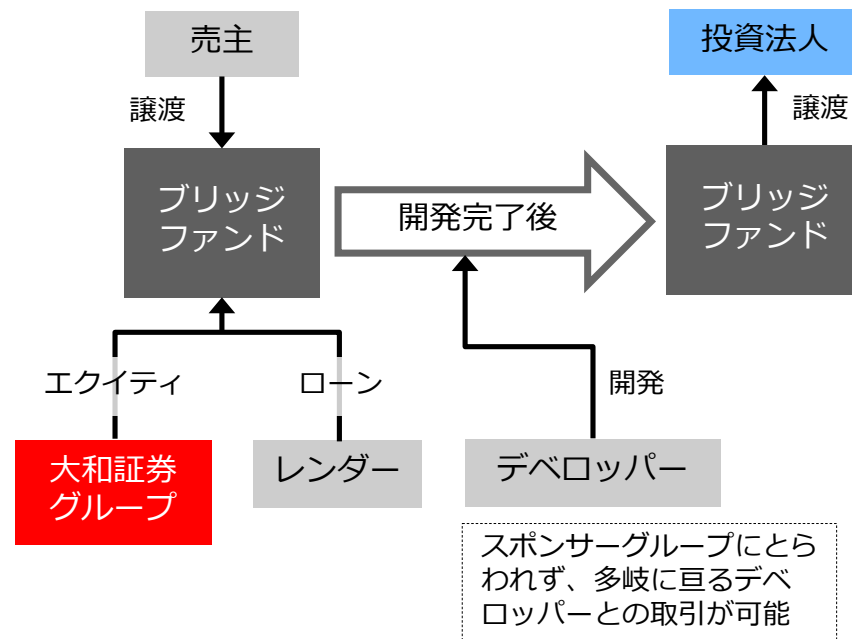 売主
投資法人
譲渡
譲渡
ブリッジ
ファンド
開発完了後
ブリッジ
ファンド
エクイティ
ローン
開発
大和証券
グループ
レンダー
デベロッパー
スポンサーグループにとら
われず、多岐に亘るデベ
ロッパーとの取引が可能